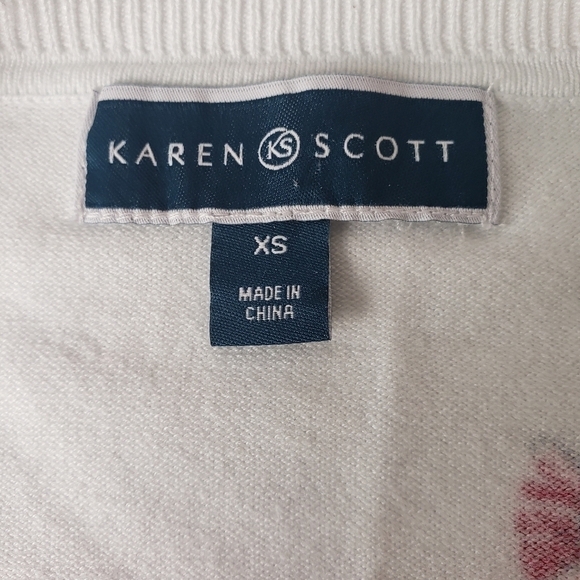 KAREN KS SCOTT
XS
MADE IN
CHINA